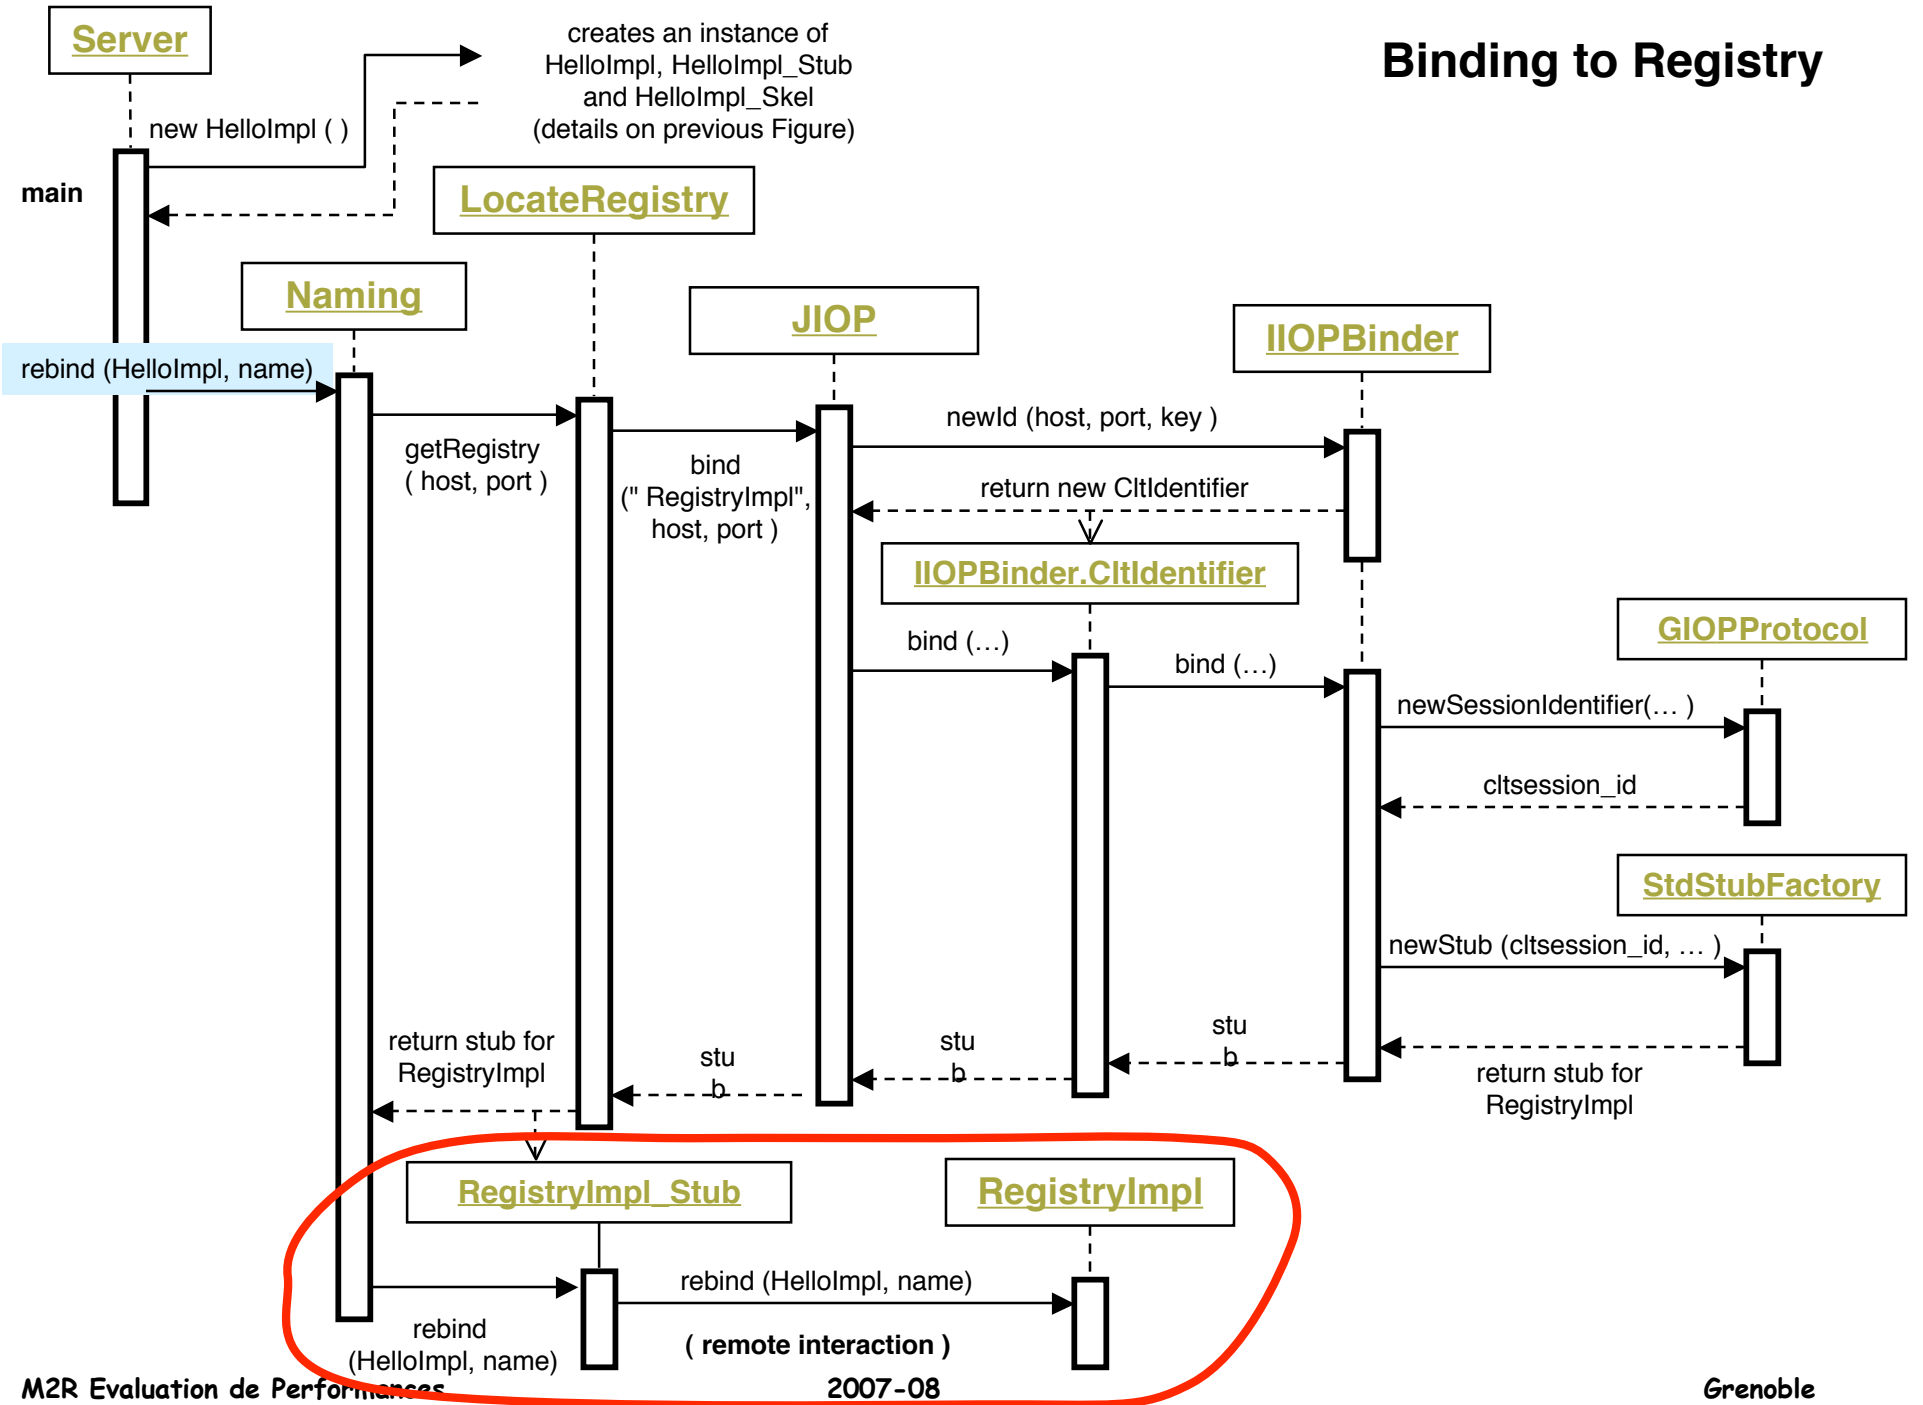 Server
creates an instance of
HelloImpl, HelloImpl_Stub
and HelloImpl_Skel
(details on previous Figure)
Binding to Registry
new HelloImpl ( )
main
LocateRegistry
Naming
JIOP
IIOPBinder
rebind (HelloImpl, name)
getRegistry
( host, port )
bind
(" RegistryImpl",
host, port )
newId (host, port, key )
return new CltIdentifier
IIOPBinder.CltIdentifier
GIOPProtocol
bind (…)
bind (…)
newSessionIdentifier(… )
cltsession_id
StdStubFactory
newStub (cltsession_id, … )
return stub for
RegistryImpl
stu
b
stu
b
stu
b
return stub for
RegistryImpl
RegistryImpl_Stub
RegistryImpl
rebind
(HelloImpl, name)
rebind (HelloImpl, name)
( remote interaction )
M2R Evaluation de Performances
2007-08
Grenoble